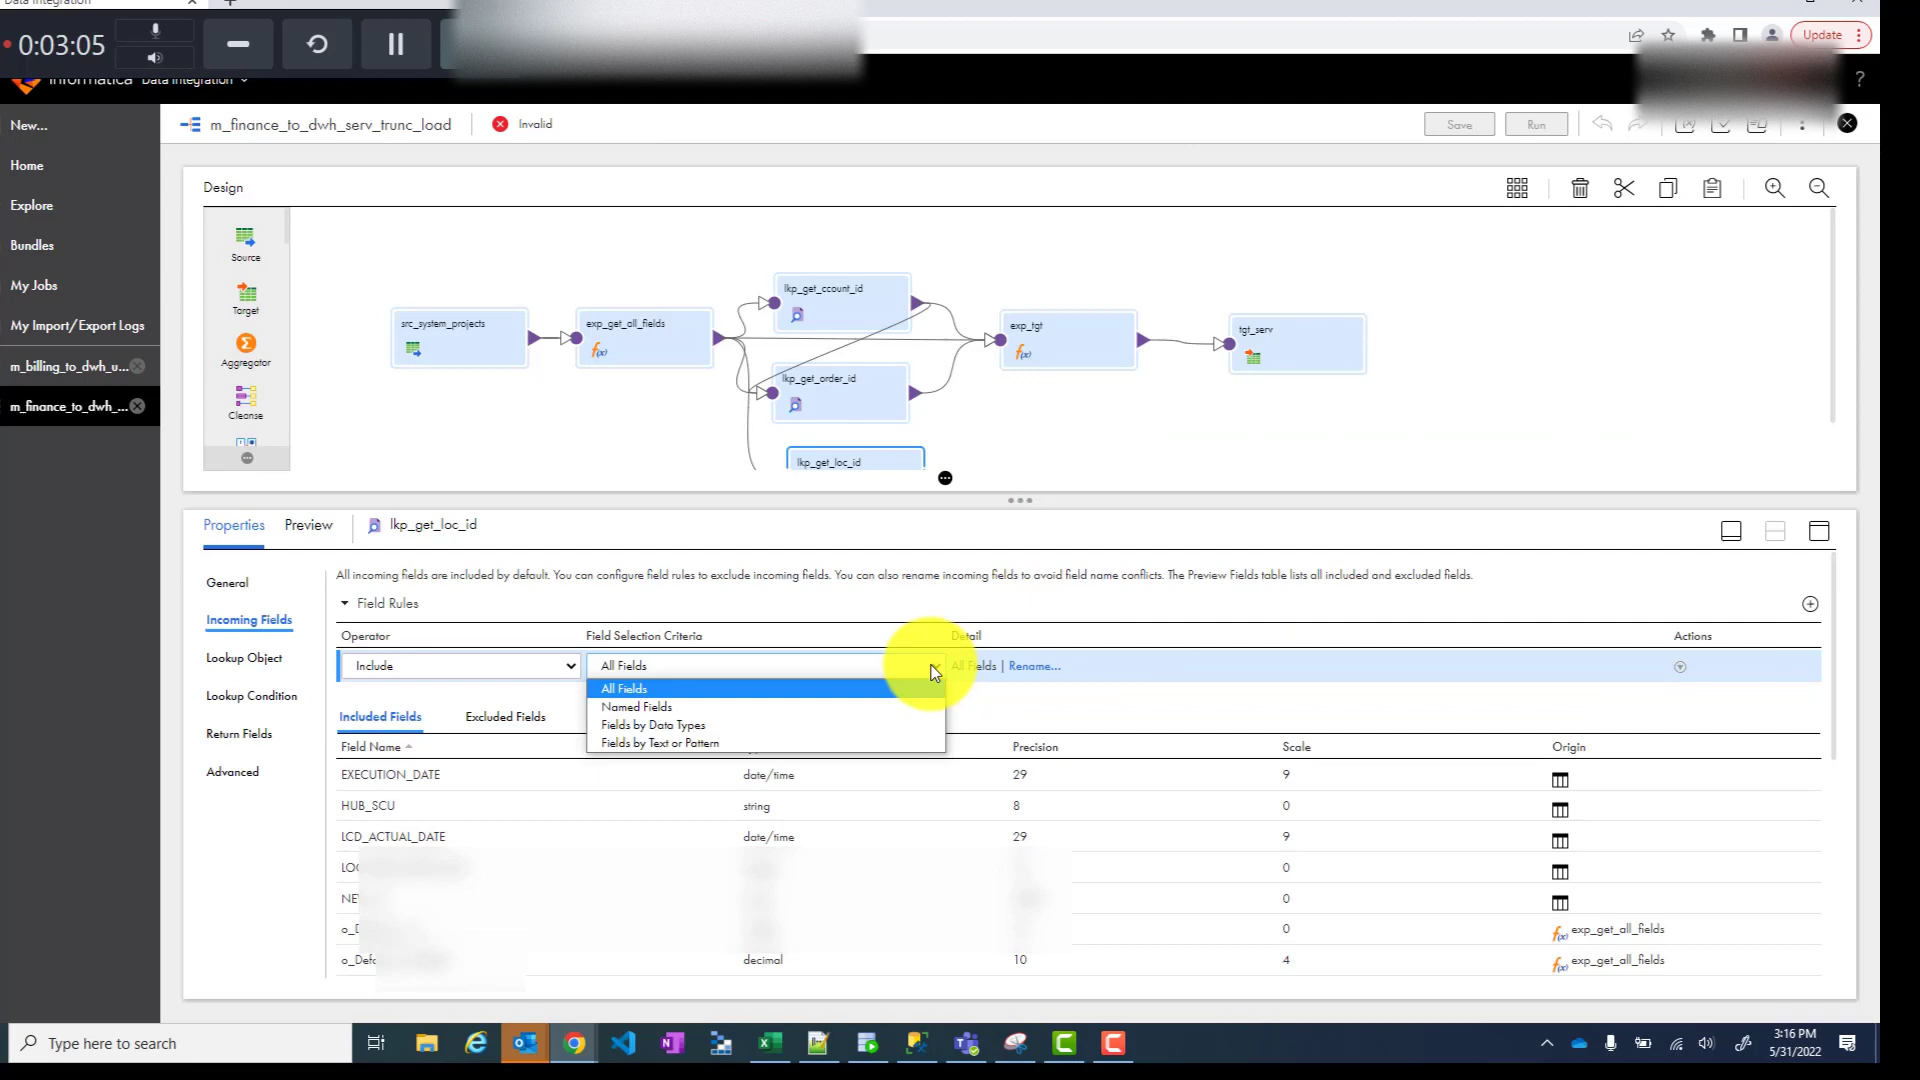 Data Integration
0:03:05
Update
Informatica Data Integration
?
New...
Home
Explore
Bundles
My Jobs
My Import/Export Logs
m_billing_to_dwh_u...
m_finance_to_dwh_...
m_finance_to_dwh_serv_trunc_load
Invalid
Save
Run
Design
Source
Target
Aggregator
Cleanse
src_system_projects
exp_get_all_fields
lkp_get_ccount_id
lkp_get_order_id
lkp_get_loc_id
exp_tgt
tgt_serv
Properties
Preview
lkp_get_loc_id
General
Incoming Fields
Lookup Object
Lookup Condition
Return Fields
Advanced
All incoming fields are included by default. You can configure field rules to exclude incoming fields. You can also rename incoming fields to avoid field name conflicts. The Preview Fields table lists all included and excluded fields.
Field Rules
Operator Field Selection Criteria Detail Actions
Include All Fields All Fields | Rename...
All Fields
Named Fields
Fields by Data Types
Fields by Text or Pattern
Included Fields Excluded Fields
Field Name Precision Scale Origin
EXECUTION_DATE date/time 29 9
HUB_SCU string 8 0
LCD_ACTUAL_DATE date/time 29 9
0
0
0 exp_get_all_fields
decimal 10 4 exp_get_all_fields
Type here to search
3:16 PM
5/31/2022